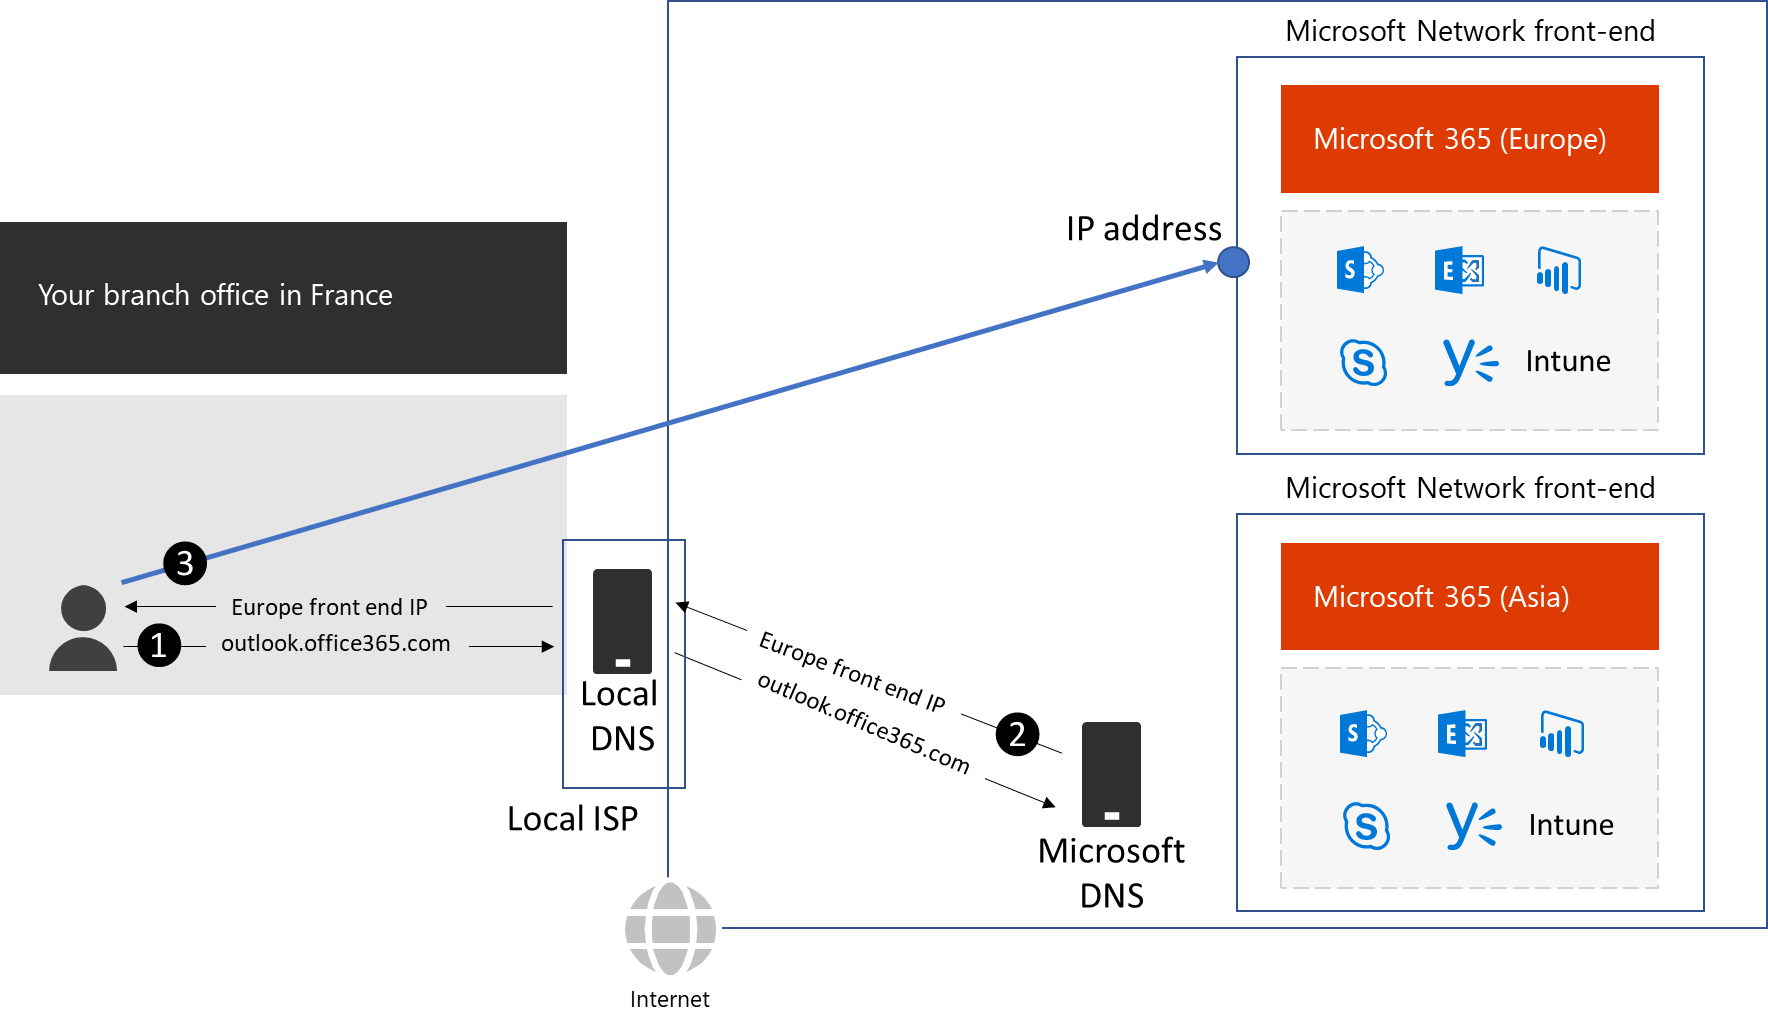 Microsoft Network front-end
Microsoft 365 (Europe)
IP address
Your branch office in France
S
E
S
Intune
Microsoft Network front-end
3
Europe front end IP
1
outlook.office365.com
Local
DNS
Local ISP
Europe front end IP
outlook.office365.com
2
Microsoft
DNS
Microsoft 365 (Asia)
S
E
S
Intune
Internet